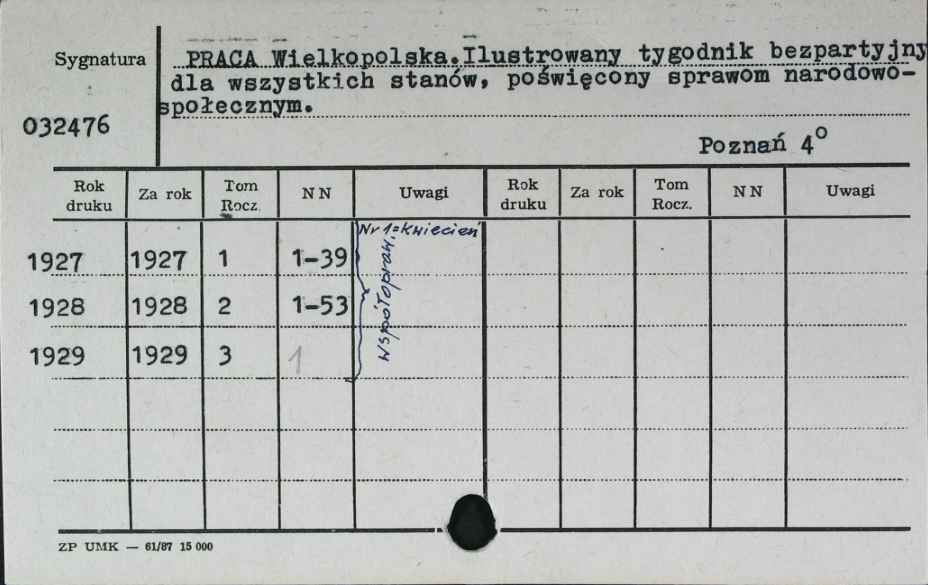 Sygnatura
PRACA Wielkopolska.Ilustrowany tygodnik bezpartyjny
dla wszystkich stanów, poświęcony sprawom narodowo-
społecznym.
032476
Poznań 4°
Rok druku Za rok Tom Rocz. NN Uwagi Rok druku Za rok Tom Rocz. NN Uwagi
Nr 1=kwiecień
współopraw.
1927 1927 1 1-39
1928 1928 2 1-53
1929 1929 3 1
ZP UMK — 61/87 15 000